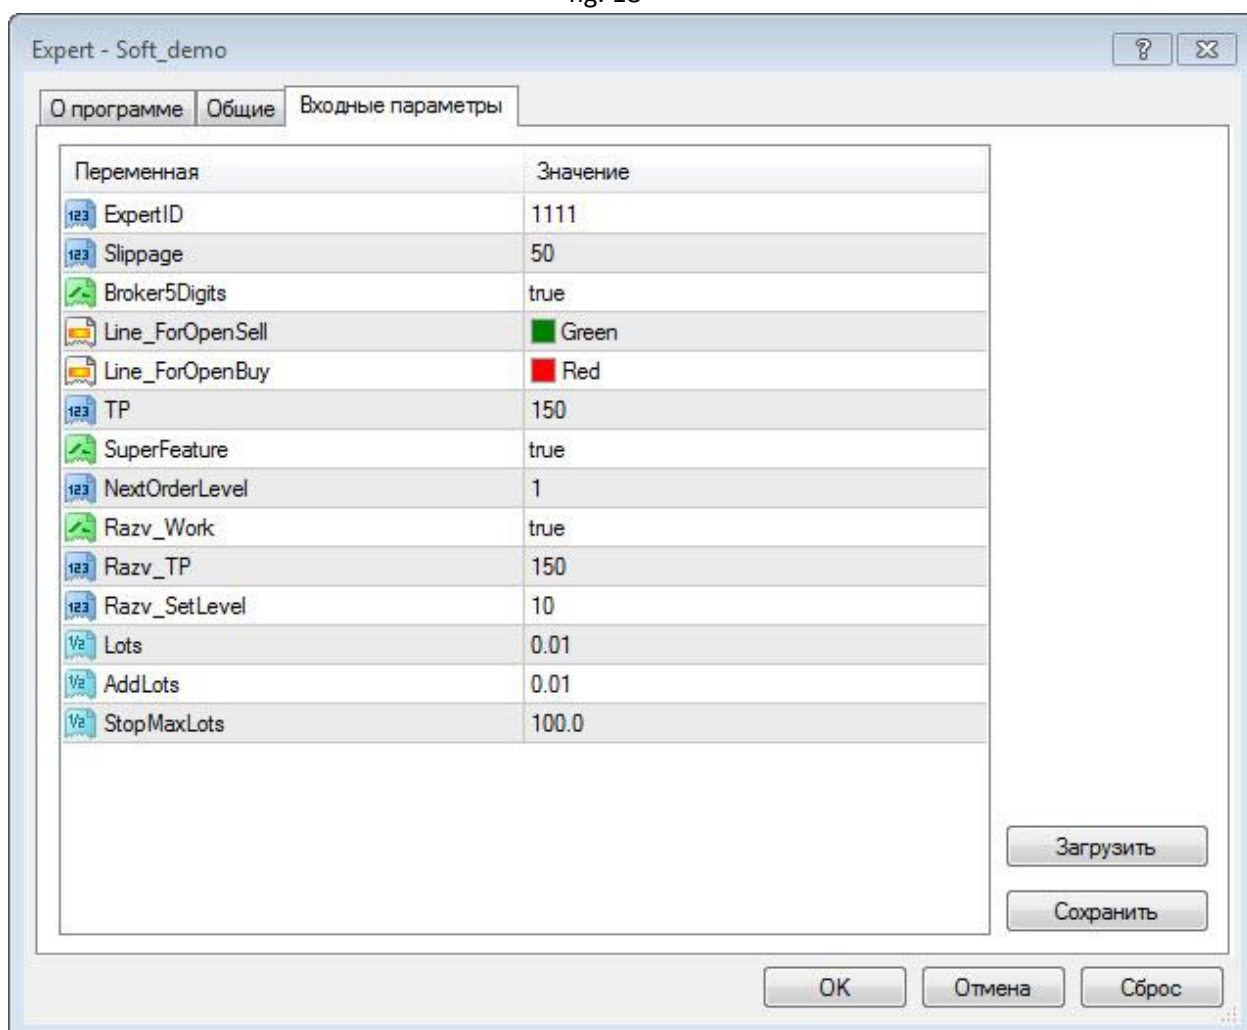 fig. 18
Expert - Soft_demo
О программе Общие Входные параметры
Переменная Значение
ExpertID 1111
Slippage 50
Broker5Digits true
Line_ForOpenSell Green
Line_ForOpenBuy Red
TP 150
SuperFeature true
NextOrderLevel 1
Razv_Work true
Razv_TP 150
Razv_SetLevel 10
Lots 0.01
AddLots 0.01
StopMaxLots 100.0
Загрузить
Сохранить
OK Отмена Сброс